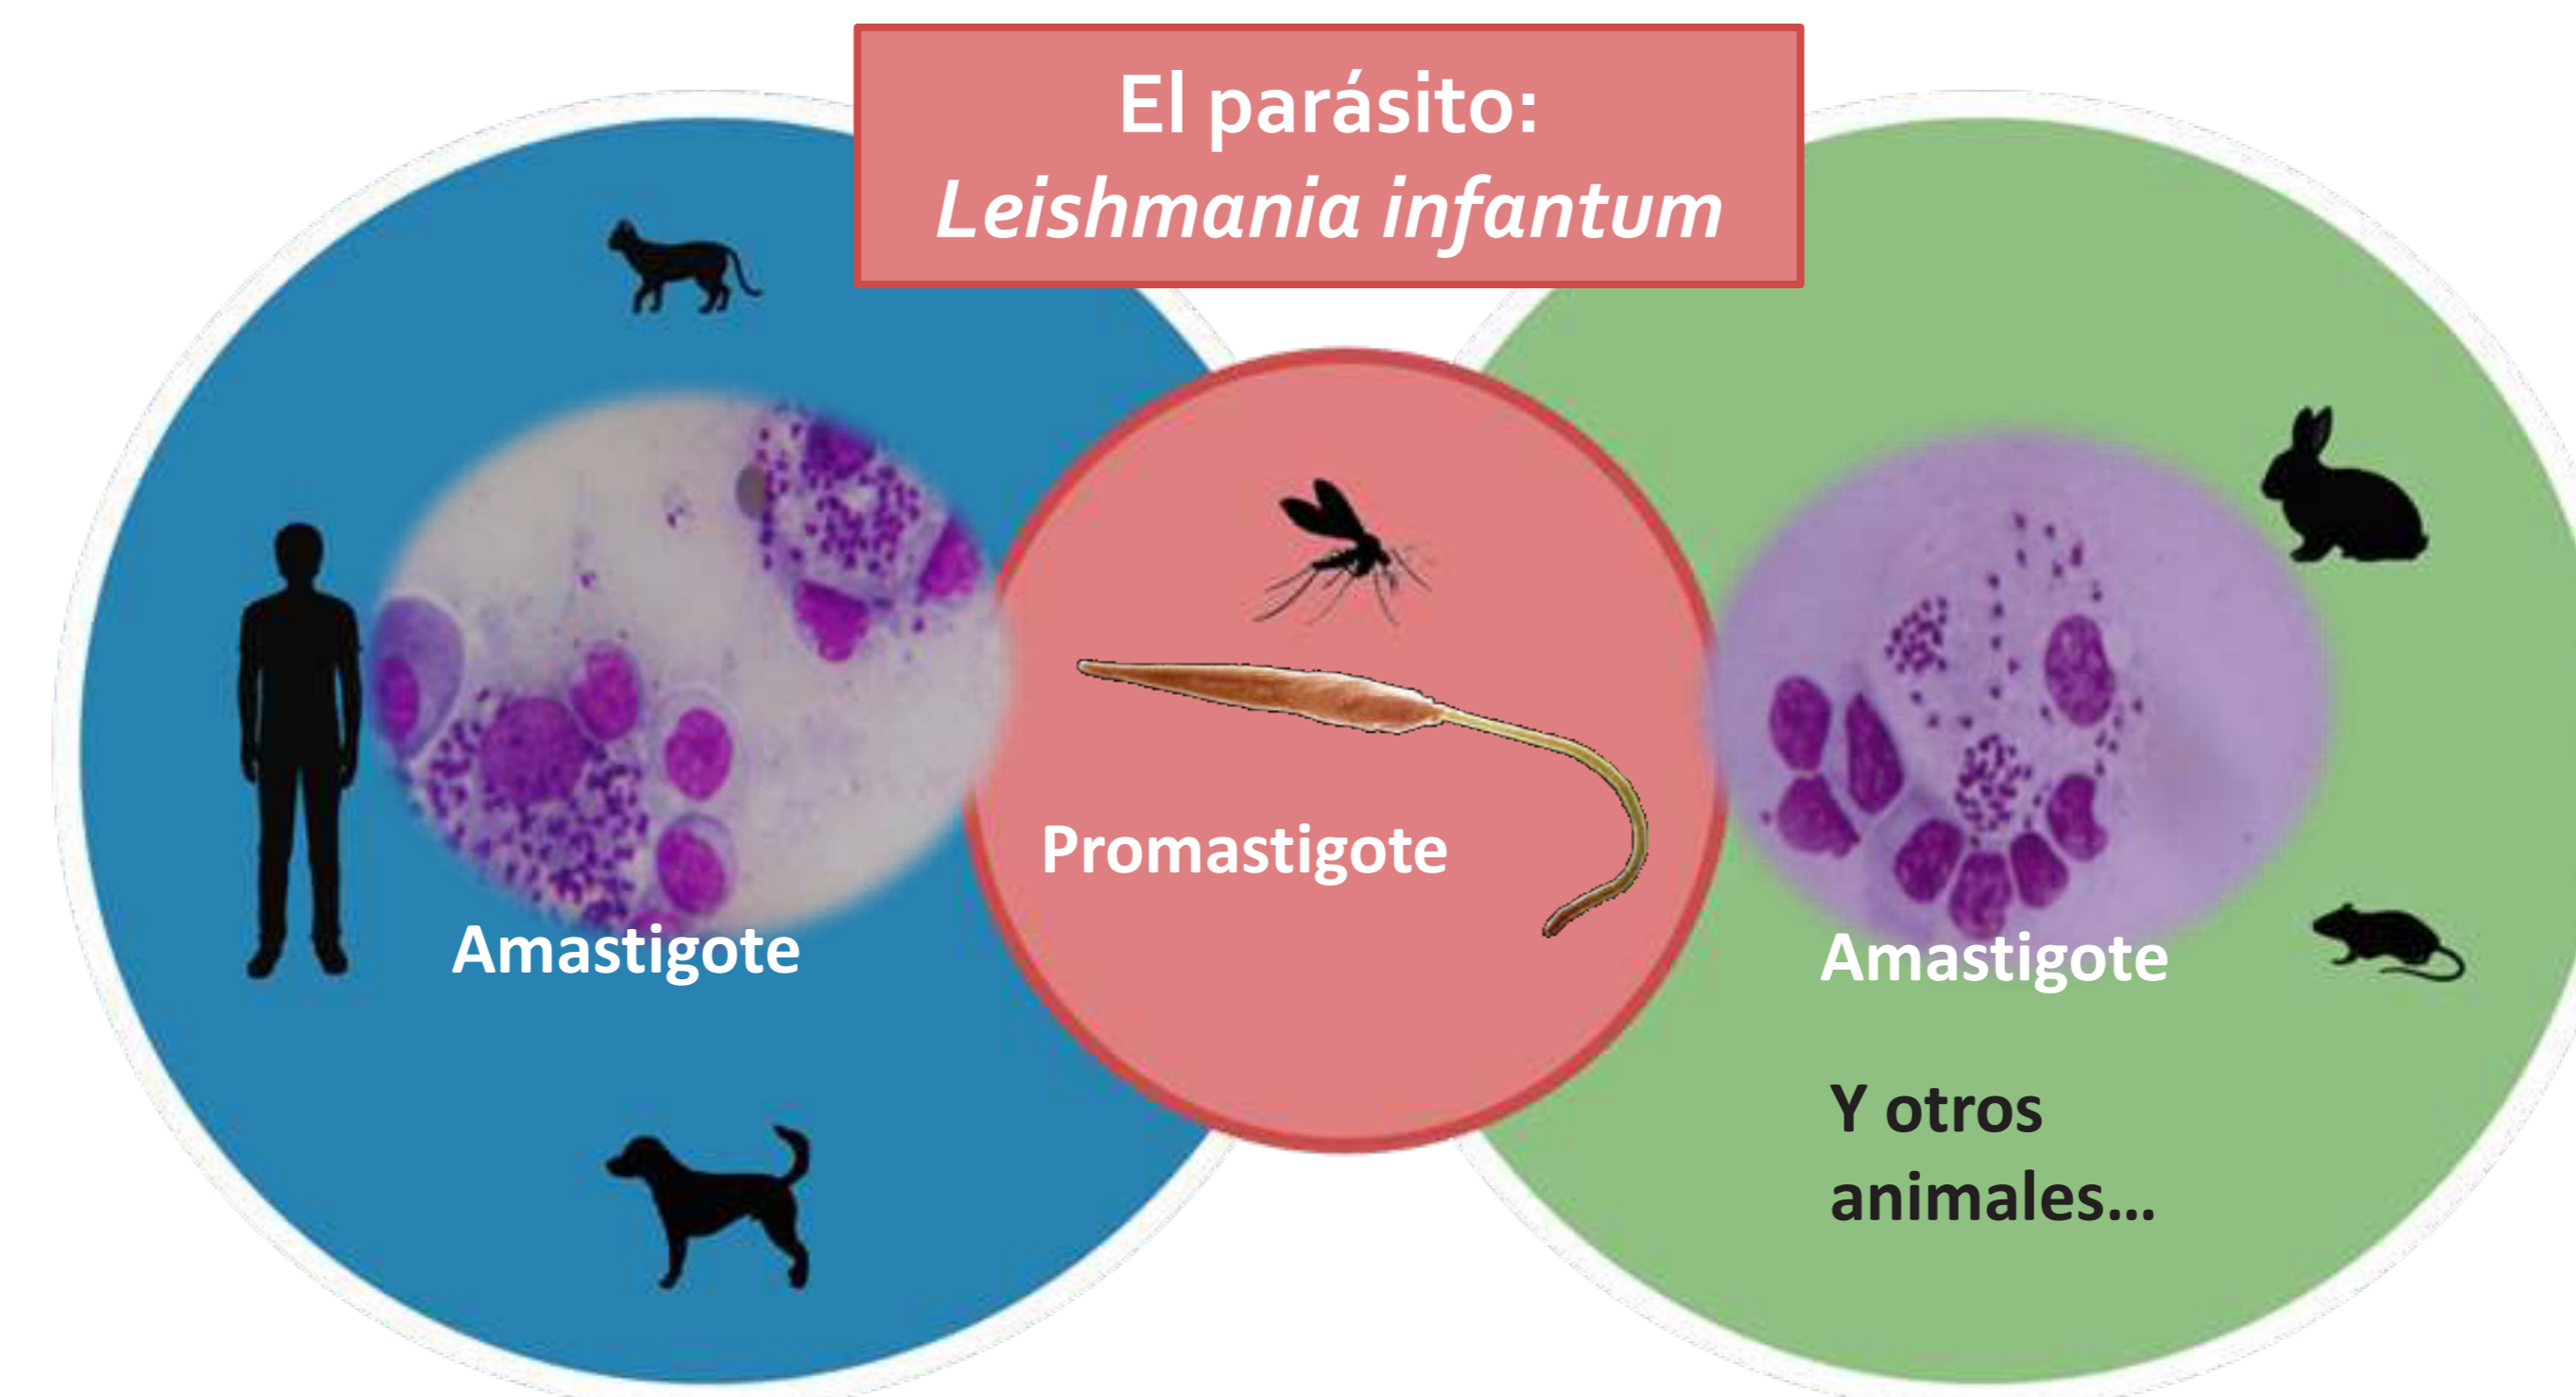 El parásito:
Leishmania infantum
Amastigote
Promastigote
Amastigote
Y otros
animales...